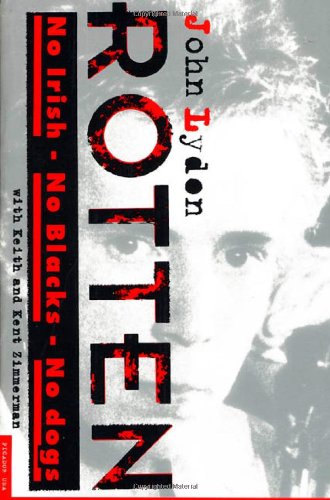 John Lydon
ROTTEN
No Irish - No Blacks - No dogs
with Keith and Kent Zimmerman
PICADOR USA